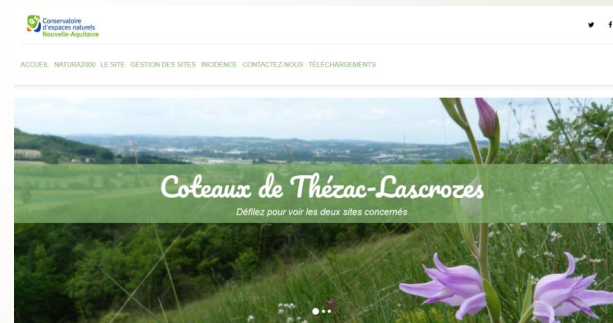 Conservatoire
d'espaces naturels
Nouvelle-Aquitaine
ACCUEIL NATURA2000 LE SITE GESTION DES SITES INCIDENCE CONTACTEZ-NOUS TÉLÉCHARGEMENTS
Coteaux de Thézac-Lascrozes
Défilez pour voir les deux sites concernés